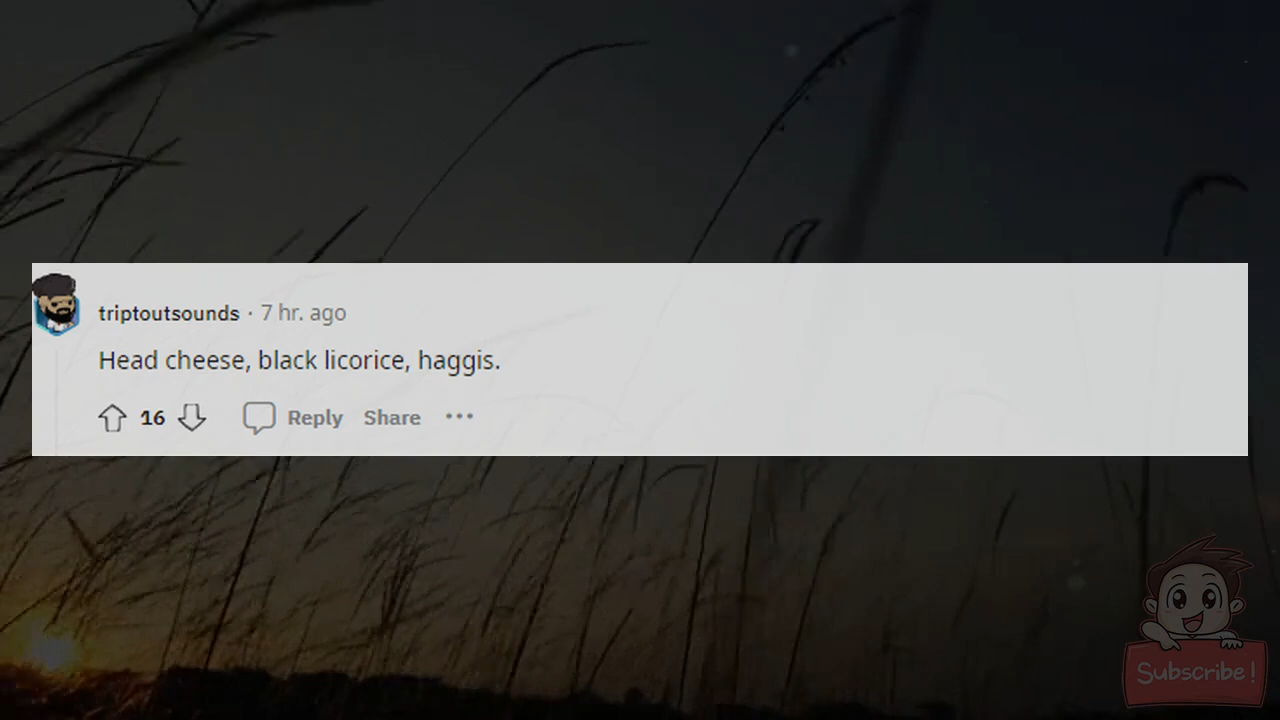 triptoutsounds · 7 hr. ago
Head cheese, black licorice, haggis.
16 Reply Share ···
Subscribe!